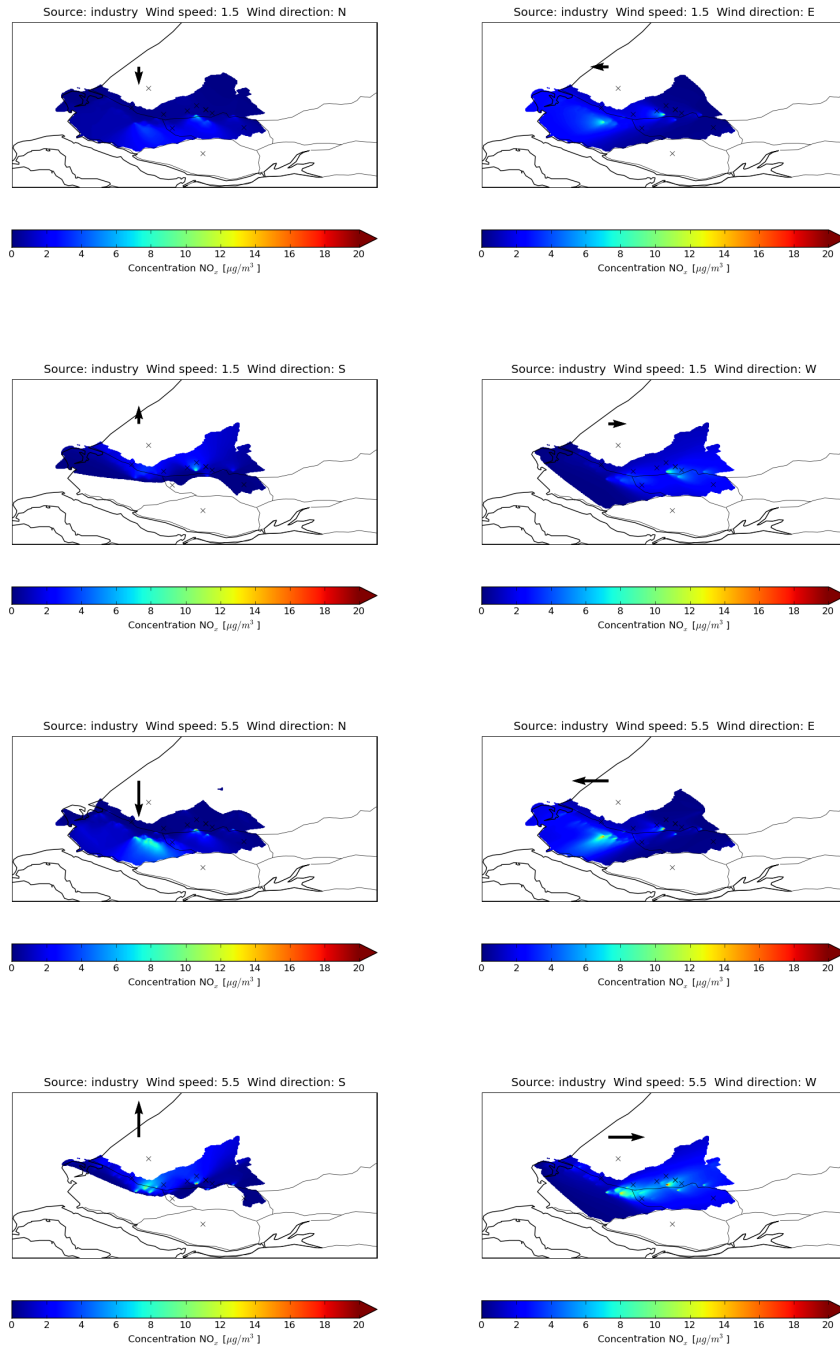 Source: industry  Wind speed: 1.5  Wind direction: N
0 2 4 6 8 10 12 14 16 18 20
Concentration NOₓ [μg/m³ ]
Source: industry  Wind speed: 1.5  Wind direction: E
0 2 4 6 8 10 12 14 16 18 20
Concentration NOₓ [μg/m³ ]
Source: industry  Wind speed: 1.5  Wind direction: S
0 2 4 6 8 10 12 14 16 18 20
Concentration NOₓ [μg/m³ ]
Source: industry  Wind speed: 1.5  Wind direction: W
0 2 4 6 8 10 12 14 16 18 20
Concentration NOₓ [μg/m³ ]
Source: industry  Wind speed: 5.5  Wind direction: N
0 2 4 6 8 10 12 14 16 18 20
Concentration NOₓ [μg/m³ ]
Source: industry  Wind speed: 5.5  Wind direction: E
0 2 4 6 8 10 12 14 16 18 20
Concentration NOₓ [μg/m³ ]
Source: industry  Wind speed: 5.5  Wind direction: S
0 2 4 6 8 10 12 14 16 18 20
Concentration NOₓ [μg/m³ ]
Source: industry  Wind speed: 5.5  Wind direction: W
0 2 4 6 8 10 12 14 16 18 20
Concentration NOₓ [μg/m³ ]